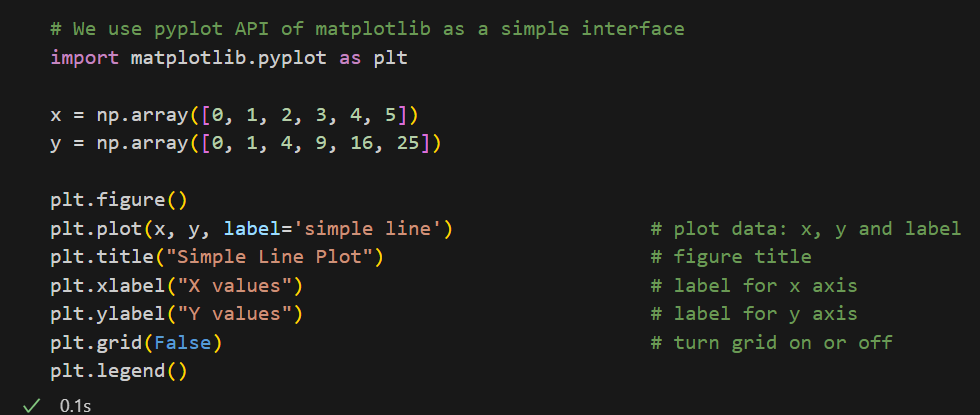 # We use pyplot API of matplotlib as a simple interface
import matplotlib.pyplot as plt
x = np.array([0, 1, 2, 3, 4, 5])
y = np.array([0, 1, 4, 9, 16, 25])
plt.figure()
plt.plot(x, y, label='simple line') # plot data: x, y and label
plt.title("Simple Line Plot") # figure title
plt.xlabel("X values") # label for x axis
plt.ylabel("Y values") # label for y axis
plt.grid(False) # turn grid on or off
plt.legend()
0.1s